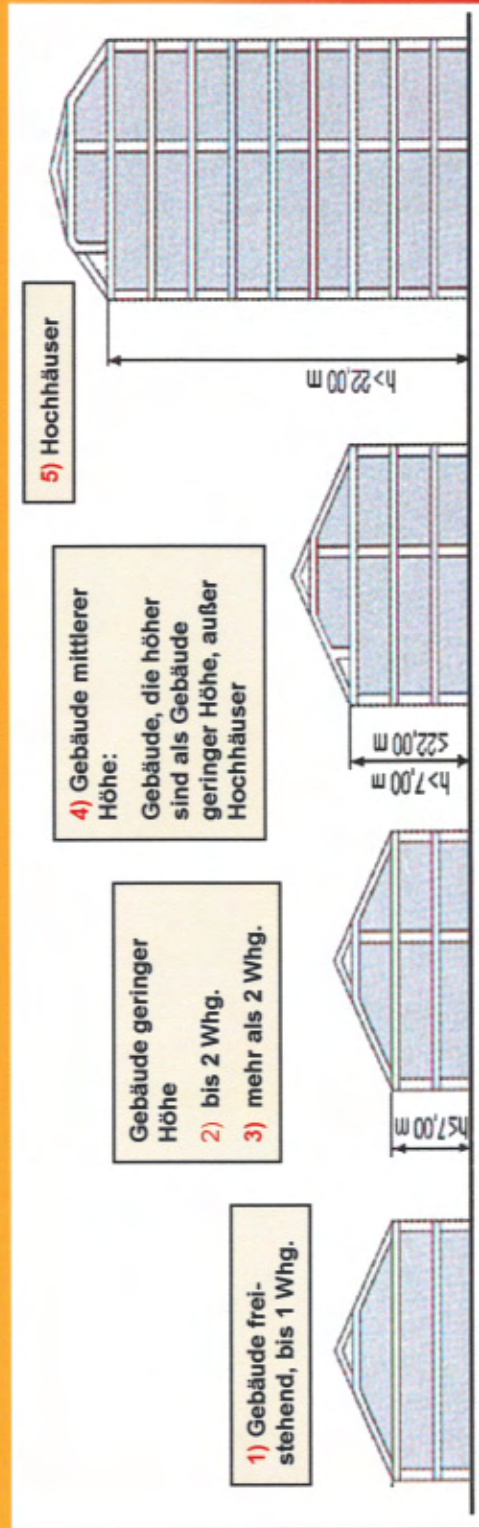 1) Gebäude frei-
stehend, bis 1 Whg.
Gebäude geringer
Höhe
2) bis 2 Whg.
3) mehr als 2 Whg.
h≤7,00 m
4) Gebäude mittlerer
Höhe:
Gebäude, die höher
sind als Gebäude
geringer Höhe, außer
Hochhäuser
h>7,00 m
≤22,00 m
5) Hochhäuser
h>22,00 m